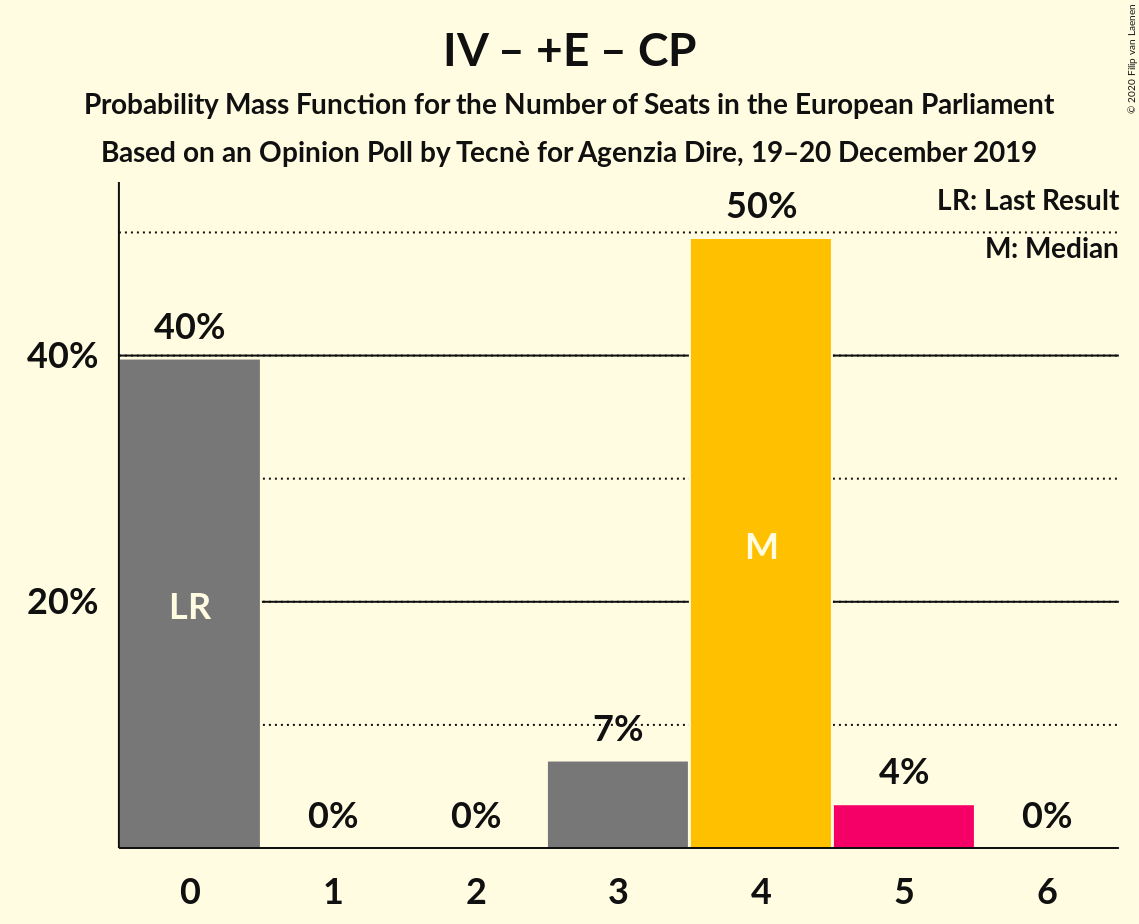 IV – +E – CP
Probability Mass Function for the Number of Seats in the European Parliament
Based on an Opinion Poll by Tecnè for Agenzia Dire, 19–20 December 2019
© 2020 Filip van Laenen
LR: Last Result
M: Median
50%
40%
40%
20%
LR
M
7%
4%
0%
0%
0%
0
1
2
3
4
5
6